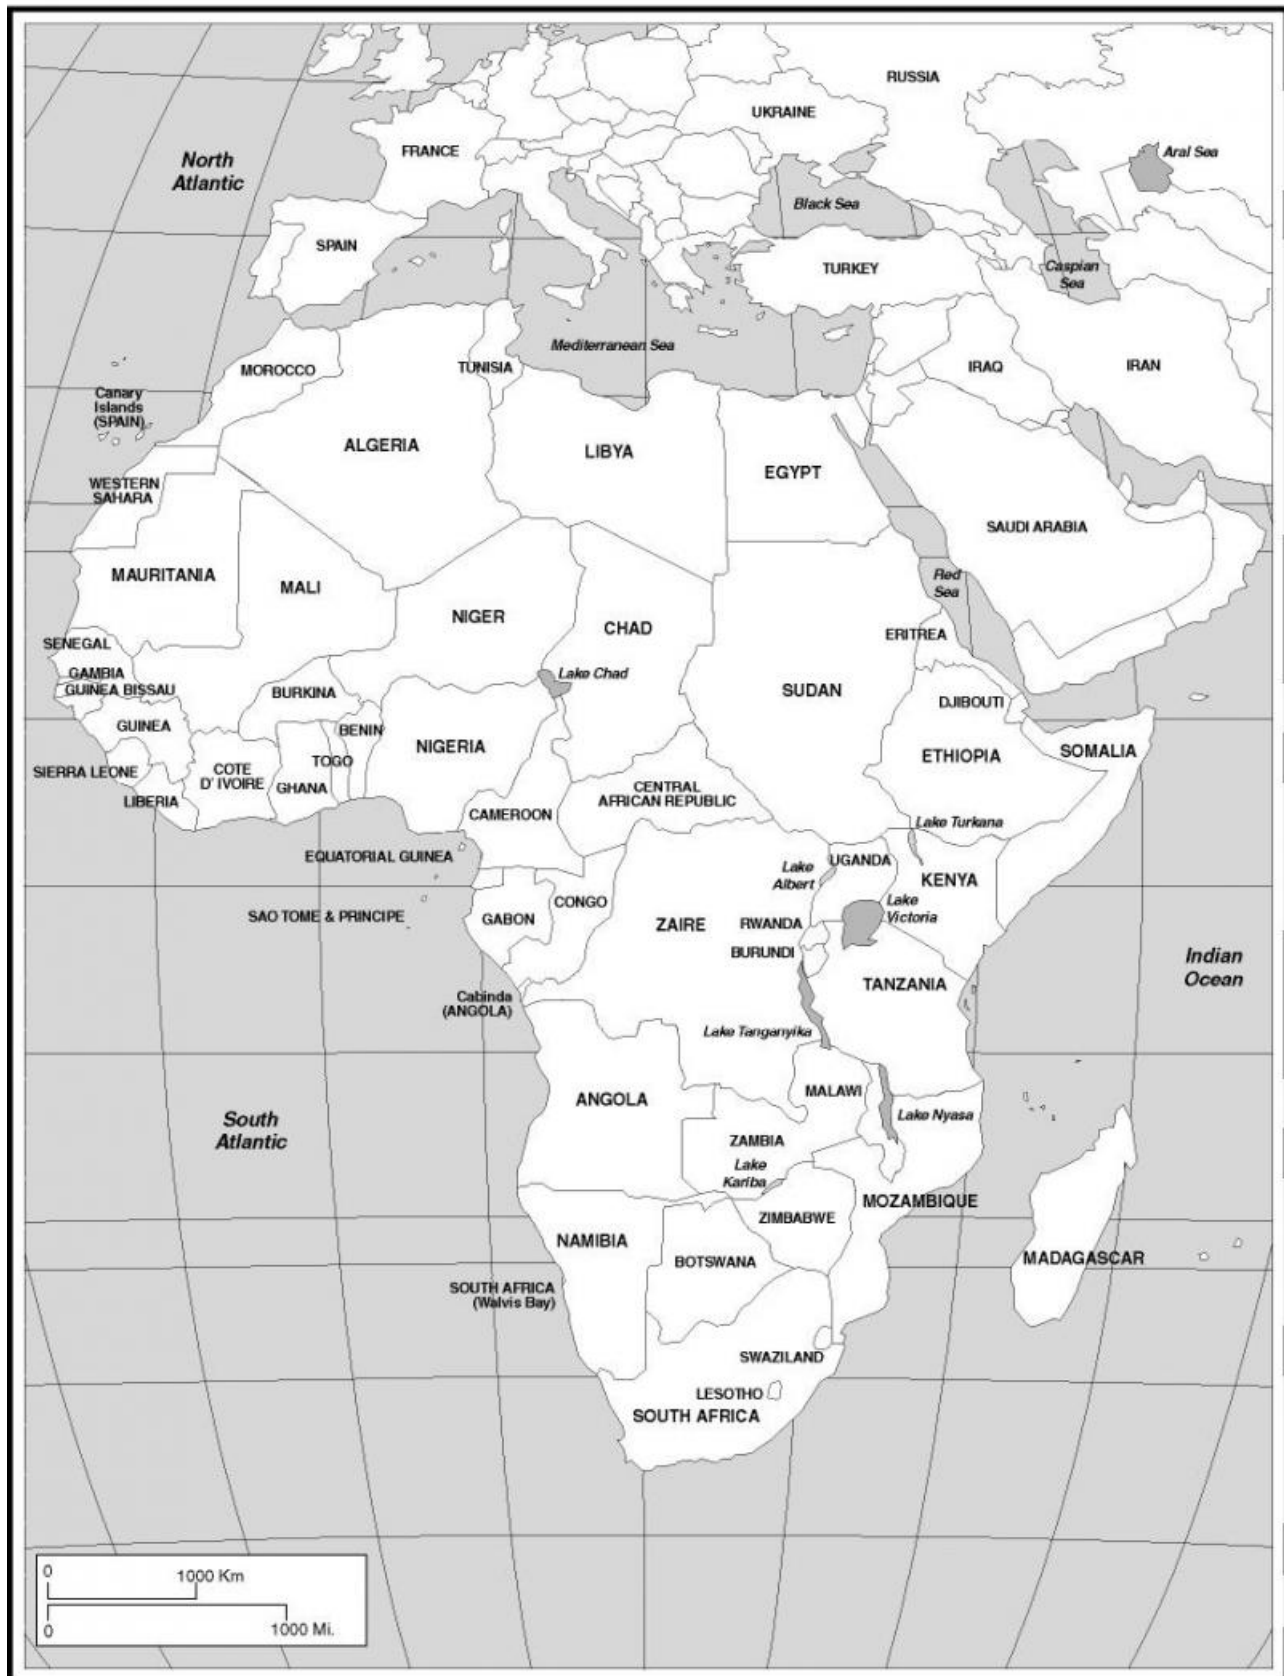 RUSSIA
UKRAINE
FRANCE
Aral Sea
North
Atlantic
Black Sea
SPAIN
TURKEY
Caspian
Sea
Mediterranean Sea
MOROCCO
TUNISIA
IRAQ
IRAN
Canary
Islands
(SPAIN)
ALGERIA
LIBYA
EGYPT
WESTERN
SAHARA
SAUDI ARABIA
MAURITANIA
MALI
NIGER
CHAD
Red
Sea
ERITREA
SENEGAL
GAMBIA
GUINEA BISSAU
Lake Chad
BURKINA
SUDAN
DJIBOUTI
GUINEA
BENIN
NIGERIA
ETHIOPIA
SOMALIA
SIERRA LEONE
COTE
D' IVOIRE
TOGO
GHANA
LIBERIA
CENTRAL
AFRICAN REPUBLIC
CAMEROON
Lake Turkana
EQUATORIAL GUINEA
Lake
Albert
UGANDA
KENYA
SAO TOME & PRINCIPE
GABON
CONGO
ZAIRE
RWANDA
Lake
Victoria
BURUNDI
Indian
Ocean
TANZANIA
Cabinda
(ANGOLA)
Lake Tanganyika
ANGOLA
MALAWI
Lake Nyasa
South
Atlantic
ZAMBIA
Lake
Kariba
MOZAMBIQUE
ZIMBABWE
NAMIBIA
BOTSWANA
MADAGASCAR
SOUTH AFRICA
(Walvis Bay)
SWAZILAND
LESOTHO
SOUTH AFRICA
0
1000 Km
0
1000 Mi.